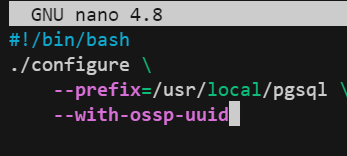 GNU nano 4.8
#!/bin/bash
./configure \
    --prefix=/usr/local/pgsql \
    --with-ossp-uuid